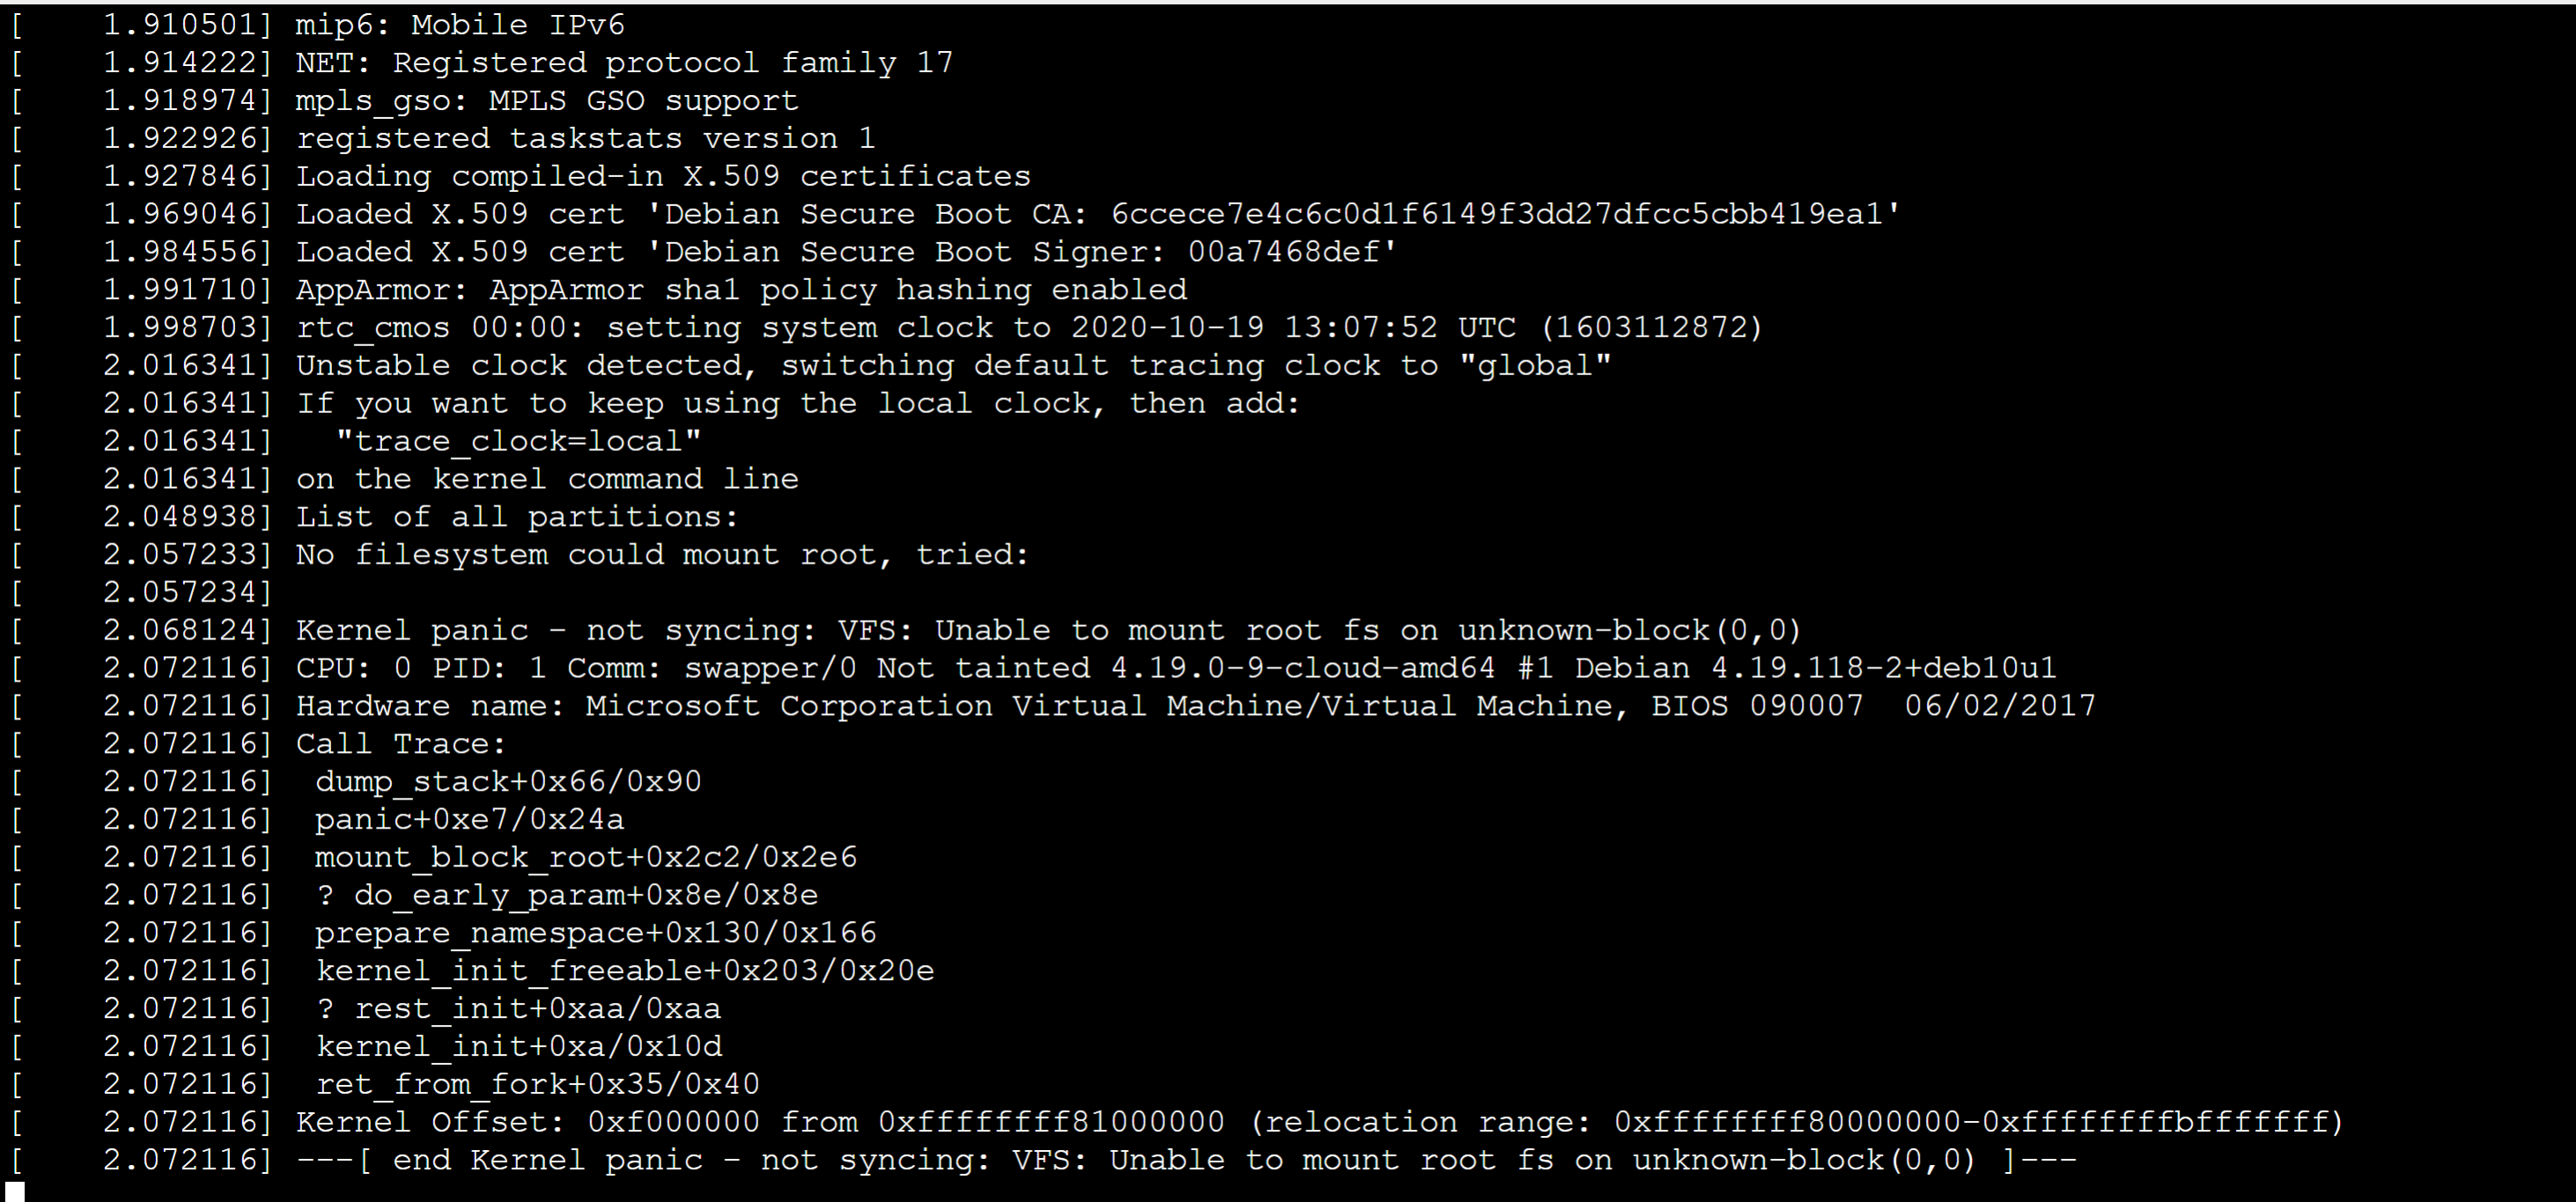 [    1.910501] mip6: Mobile IPv6
[    1.914222] NET: Registered protocol family 17
[    1.918974] mpls_gso: MPLS GSO support
[    1.922926] registered taskstats version 1
[    1.927846] Loading compiled-in X.509 certificates
[    1.969046] Loaded X.509 cert 'Debian Secure Boot CA: 6ccece7e4c6c0d1f6149f3dd27dfcc5cbb419ea1'
[    1.984556] Loaded X.509 cert 'Debian Secure Boot Signer: 00a7468def'
[    1.991710] AppArmor: AppArmor sha1 policy hashing enabled
[    1.998703] rtc_cmos 00:00: setting system clock to 2020-10-19 13:07:52 UTC (1603112872)
[    2.016341] Unstable clock detected, switching default tracing clock to "global"
[    2.016341] If you want to keep using the local clock, then add:
[    2.016341]   "trace_clock=local"
[    2.016341] on the kernel command line
[    2.048938] List of all partitions:
[    2.057233] No filesystem could mount root, tried:
[    2.057234]
[    2.068124] Kernel panic - not syncing: VFS: Unable to mount root fs on unknown-block(0,0)
[    2.072116] CPU: 0 PID: 1 Comm: swapper/0 Not tainted 4.19.0-9-cloud-amd64 #1 Debian 4.19.118-2+deb10u1
[    2.072116] Hardware name: Microsoft Corporation Virtual Machine/Virtual Machine, BIOS 090007  06/02/2017
[    2.072116] Call Trace:
[    2.072116]  dump_stack+0x66/0x90
[    2.072116]  panic+0xe7/0x24a
[    2.072116]  mount_block_root+0x2c2/0x2e6
[    2.072116]  ? do_early_param+0x8e/0x8e
[    2.072116]  prepare_namespace+0x130/0x166
[    2.072116]  kernel_init_freeable+0x203/0x20e
[    2.072116]  ? rest_init+0xaa/0xaa
[    2.072116]  kernel_init+0xa/0x10d
[    2.072116]  ret_from_fork+0x35/0x40
[    2.072116] Kernel Offset: 0xf000000 from 0xffffffff81000000 (relocation range: 0xffffffff80000000-0xffffffffbfffffff)
[    2.072116] ---[ end Kernel panic - not syncing: VFS: Unable to mount root fs on unknown-block(0,0) ]---